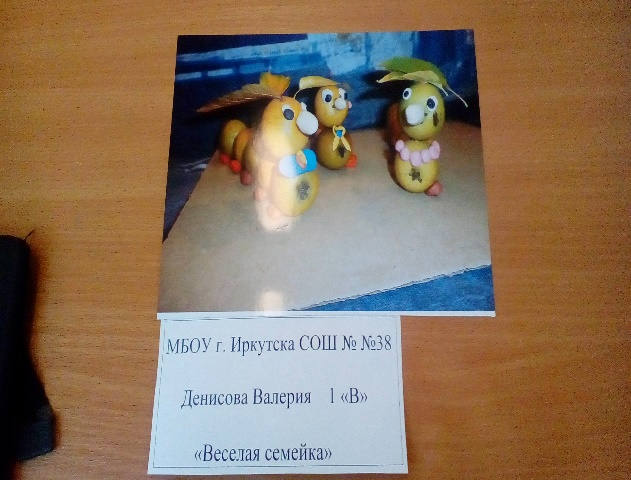 МБОУ г. Иркутска СОШ № №38
Денисова Валерия 1 «В»
«Веселая семейка»